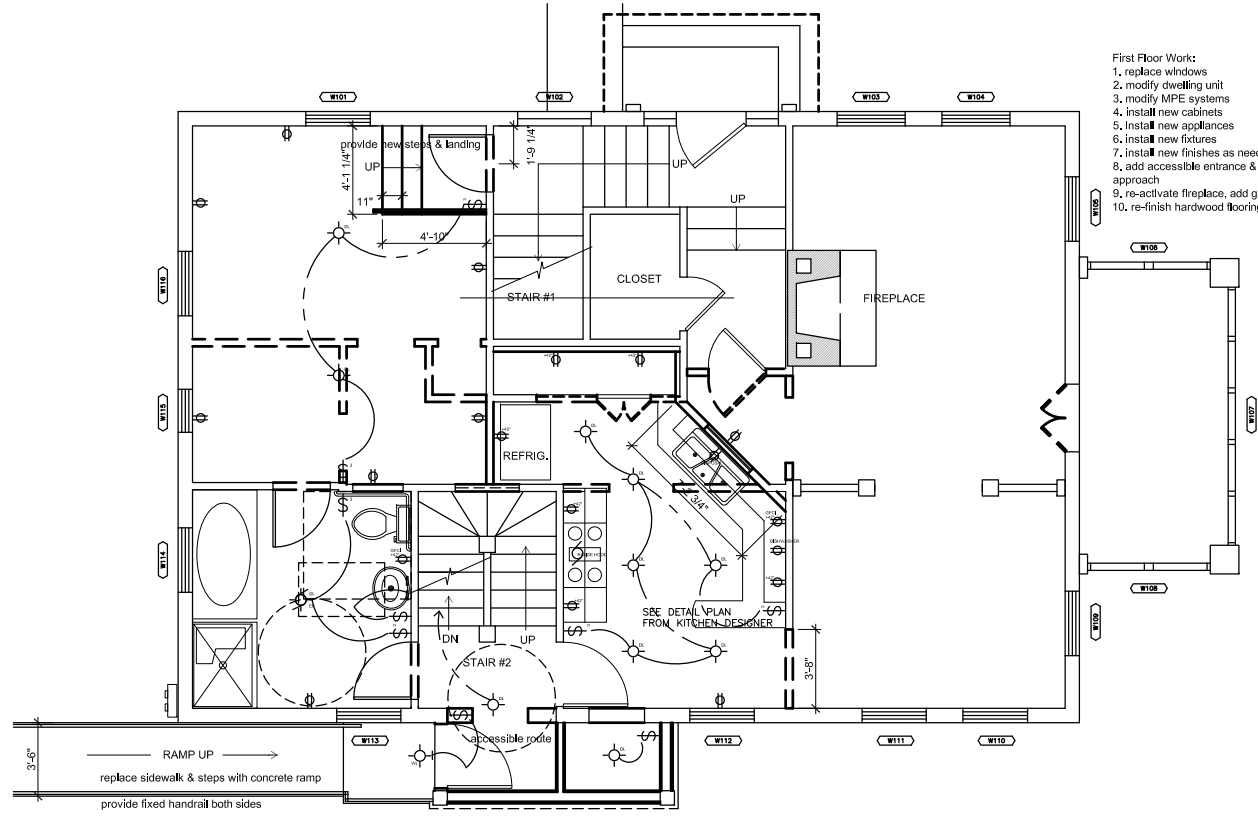 First Floor Work:
1. replace windows
2. modify dwelling unit
3. modify MPE systems
4. install new cabinets
5. install new appliances
6. install new fixtures
7. install new finishes as need
8. add accessible entrance &
approach
9. re-activate fireplace, add g
10. re-finish hardwood flooring
W101
W102
W103
W104
provide new steps & landing
UP
4'-1 1/4"
11"
4'-10"
1'-9 1/4"
UP
UP
W105
W106
CLOSET
STAIR #1
FIREPLACE
W116
W115
W107
REFRIG.
3/4"
GFCI
DISHWASHER
RANGE HOOD
GFCI
W114
SEE DETAIL PLAN
FROM KITCHEN DESIGNER
W108
W109
DN
UP
STAIR #2
3'-8"
accessible route
W113
W112
W111
W110
3'-6"
RAMP UP
replace sidewalk & steps with concrete ramp
provide fixed handrail both sides